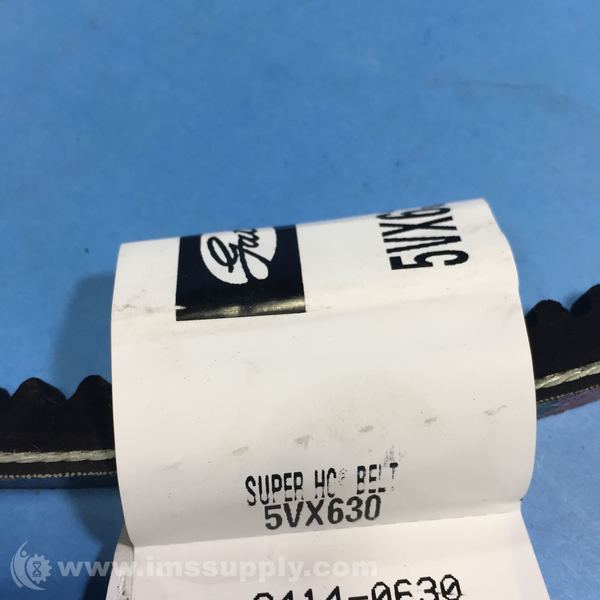 5VX6
SUPER HC® BELT
5VX630
www.imssupply.com